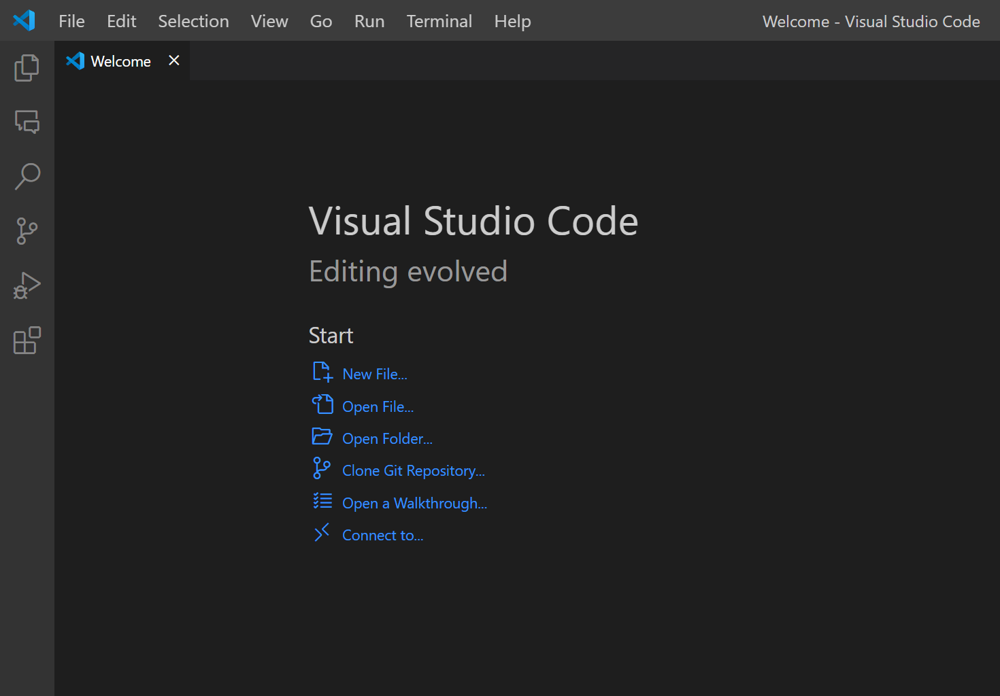 File Edit Selection View Go Run Terminal Help Welcome - Visual Studio Code
Welcome
Visual Studio Code
Editing evolved
Start
New File...
Open File...
Open Folder...
Clone Git Repository...
Open a Walkthrough...
Connect to...